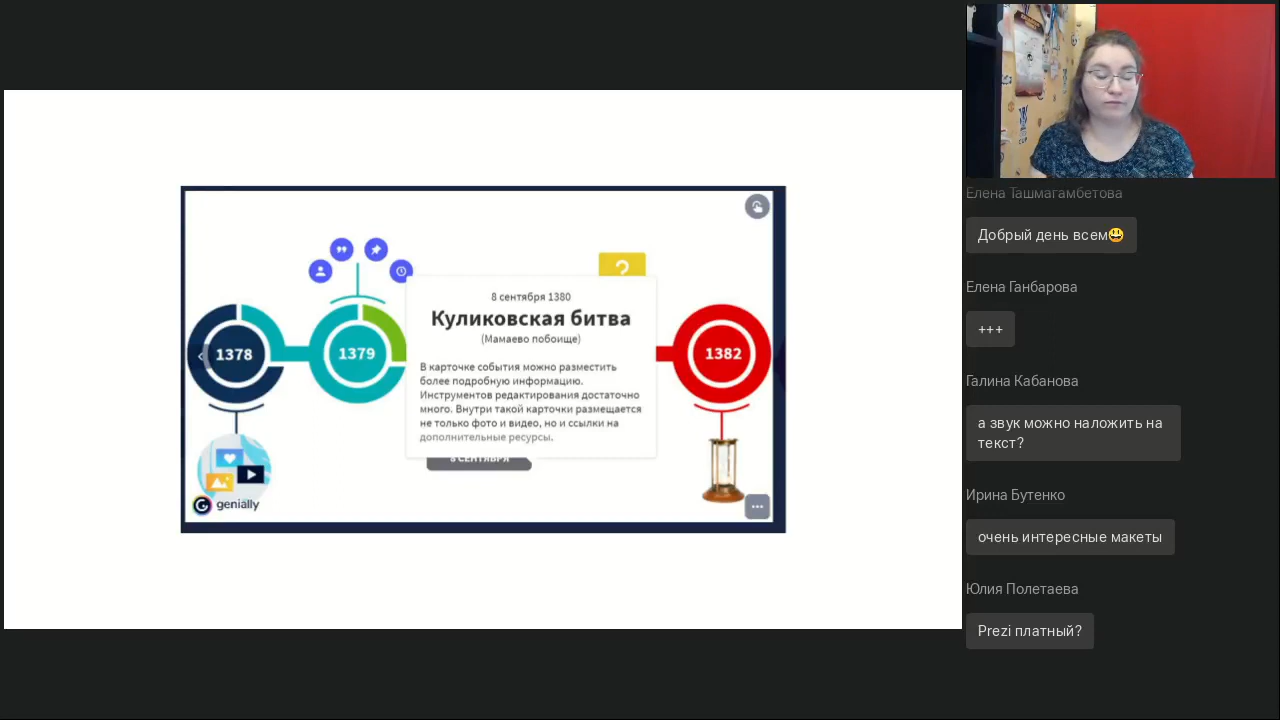 8 сентября 1380
Куликовская битва
(Мамаево побоище)
В карточке события можно разместить
более подробную информацию.
Инструментов редактирования достаточно
много. Внутри такой карточки размещается
не только фото и видео, но и ссылки на
дополнительные ресурсы.
1378
1379
1382
?
8 СЕНТЯБРЯ
genially
Елена Ташмагамбетова
Добрый день всем😃
Елена Ганбарова
+++
Галина Кабанова
а звук можно наложить на
текст?
Ирина Бутенко
очень интересные макеты
Юлия Полетаева
Prezi платный?